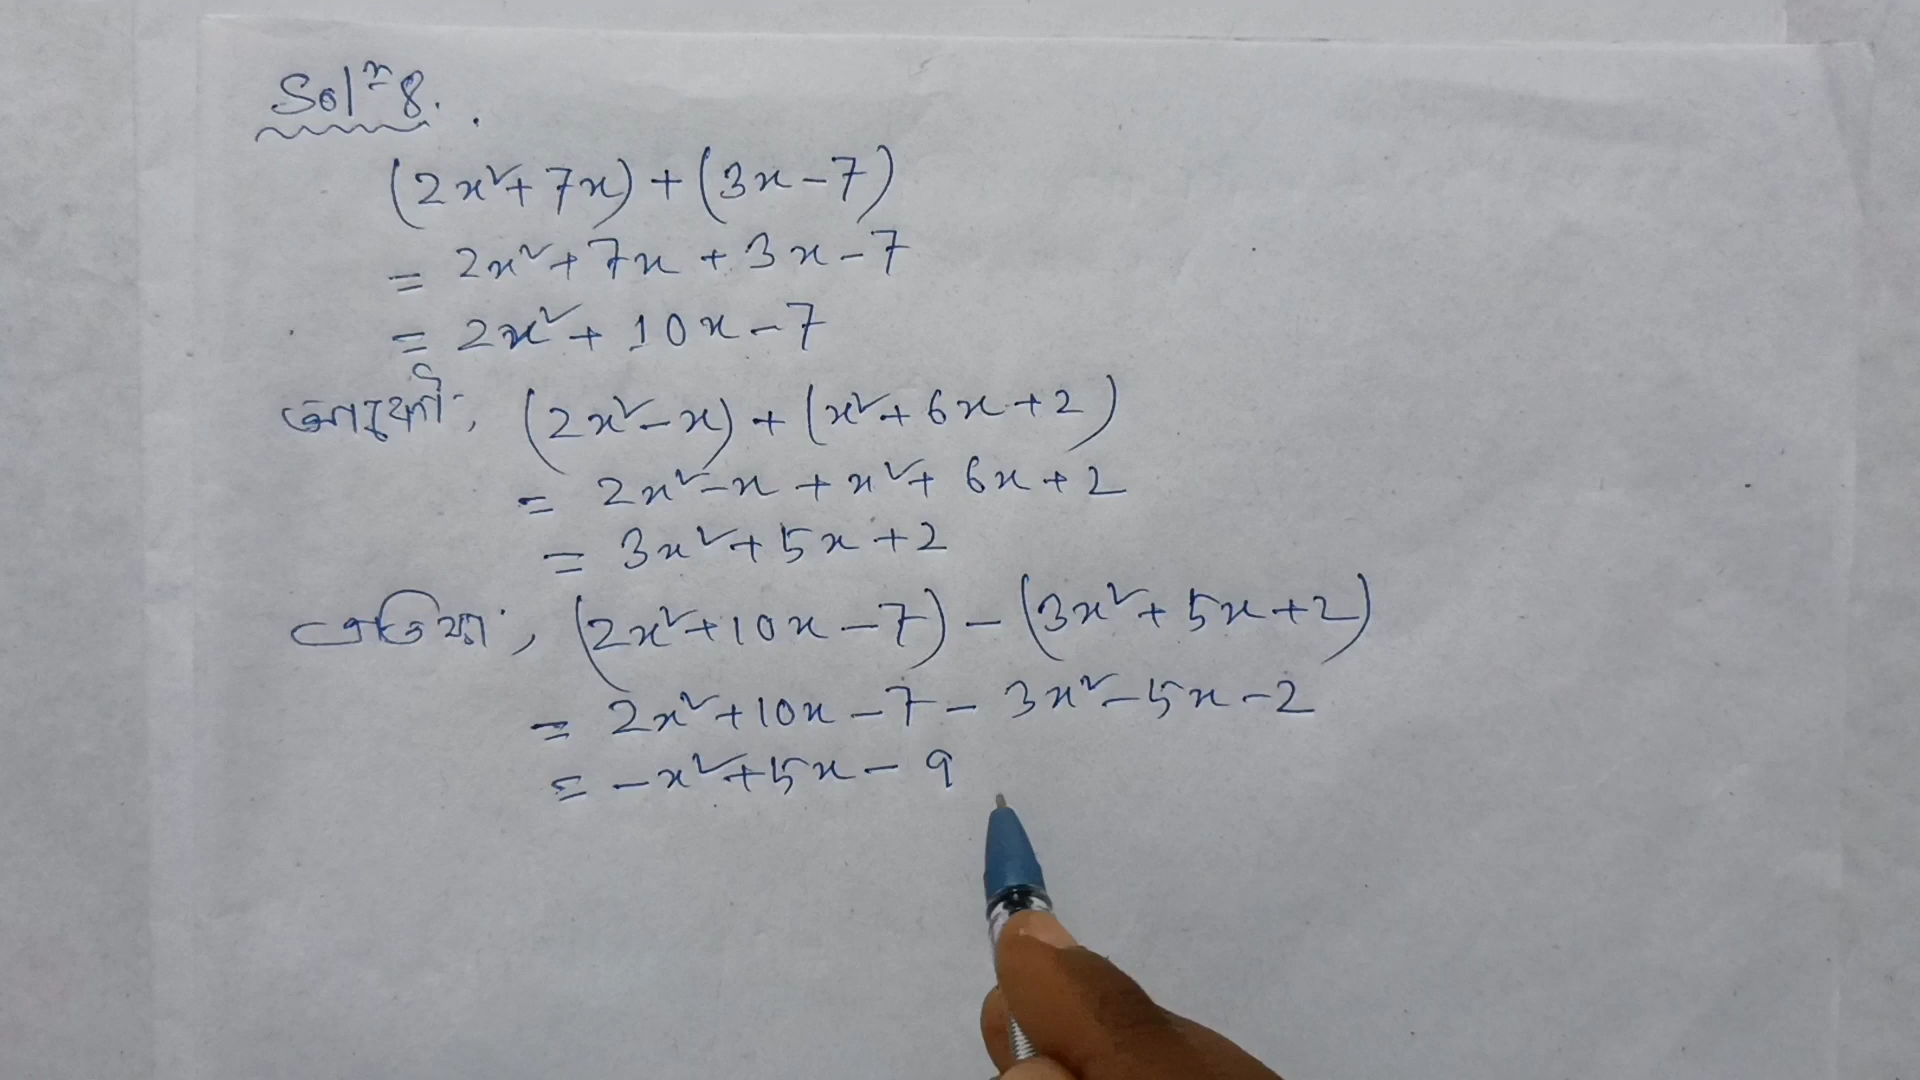 Solⁿ 8.
(2x²+7x)+(3x-7)
= 2x²+7x+3x-7
= 2x²+10x-7
(2x²-x)+(x²+6x+2)
= 2x²-x+x²+6x+2
= 3x²+5x+2
(2x²+10x-7)-(3x²+5x+2)
= 2x²+10x-7-3x²-5x-2
= -x²+5x-9